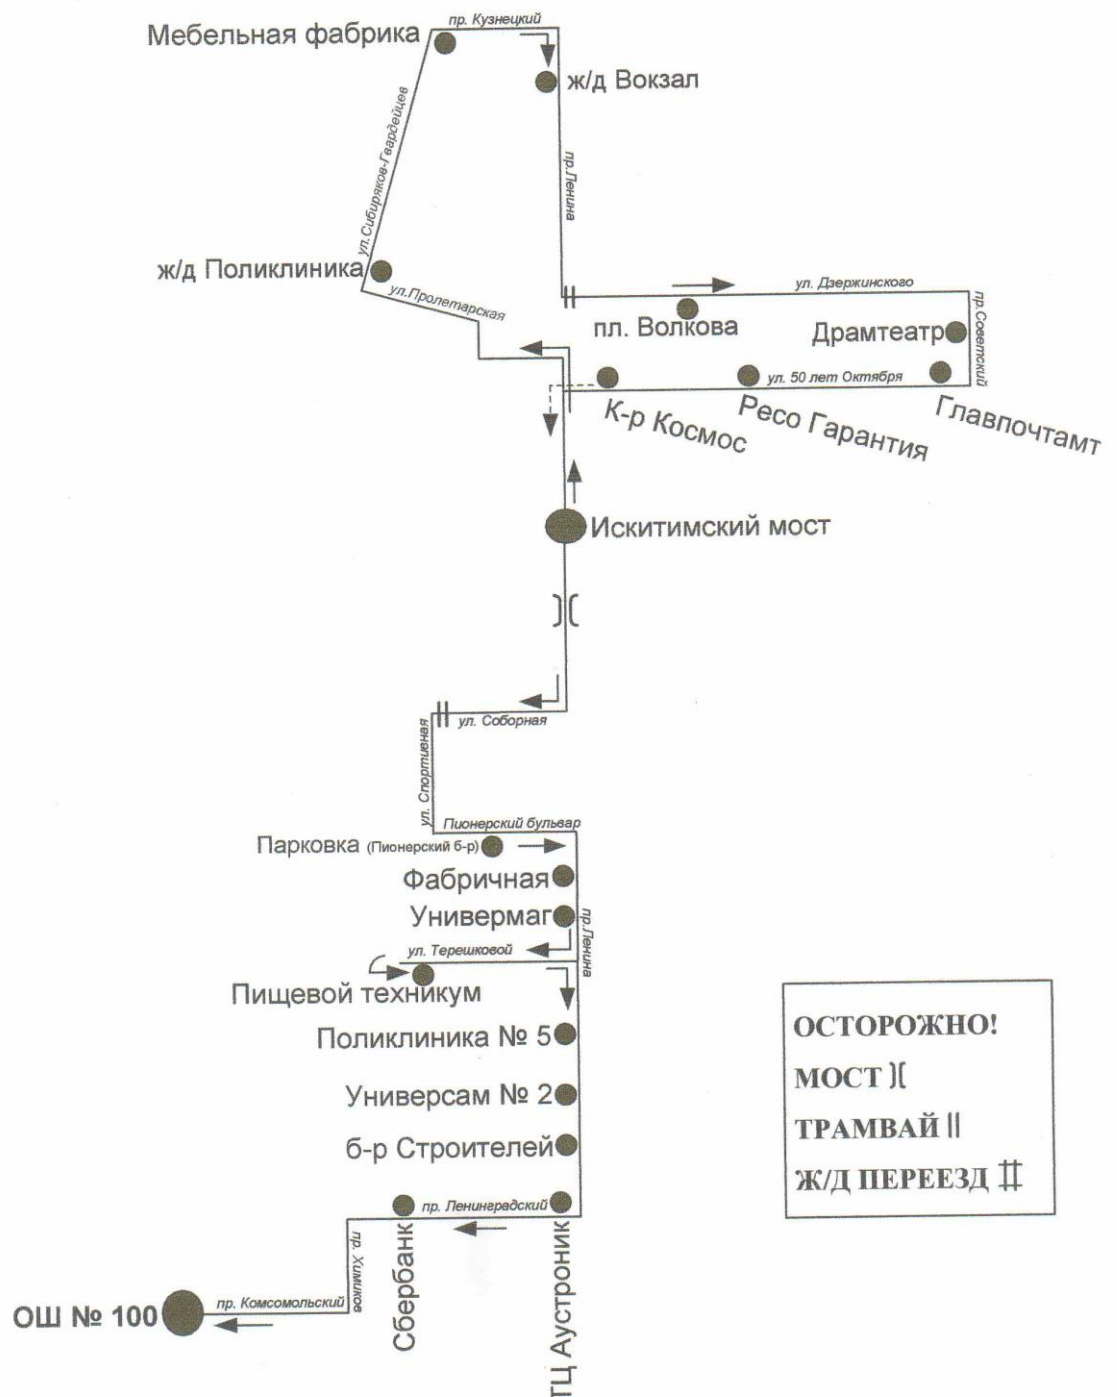 пр. Кузнецкий
Мебельная фабрика
ж/д Вокзал
ул.Сибиряков-Гвардейцев
пр.Ленина
ж/д Поликлиника
ул.Пролетарская
ул. Дзержинского
пл. Волкова
Драмтеатр
пр.Советский
ул. 50 лет Октября
К-р Космос
Ресо Гарантия
Главпочтамт
Искитимский мост
ул. Соборная
ул. Спортивная
Пионерский бульвар
Парковка (Пионерский б-р)
Фабричная
Универмаг
пр.Ленина
ул. Терешковой
Пищевой техникум
Поликлиника № 5
Универсам № 2
б-р Строителей
пр. Ленинградский
Сбербанк
ТЦ Аустроник
пр. Химиков
пр. Комсомольский
ОШ № 100
ОСТОРОЖНО!
МОСТ
ТРАМВАЙ
Ж/Д ПЕРЕЕЗД